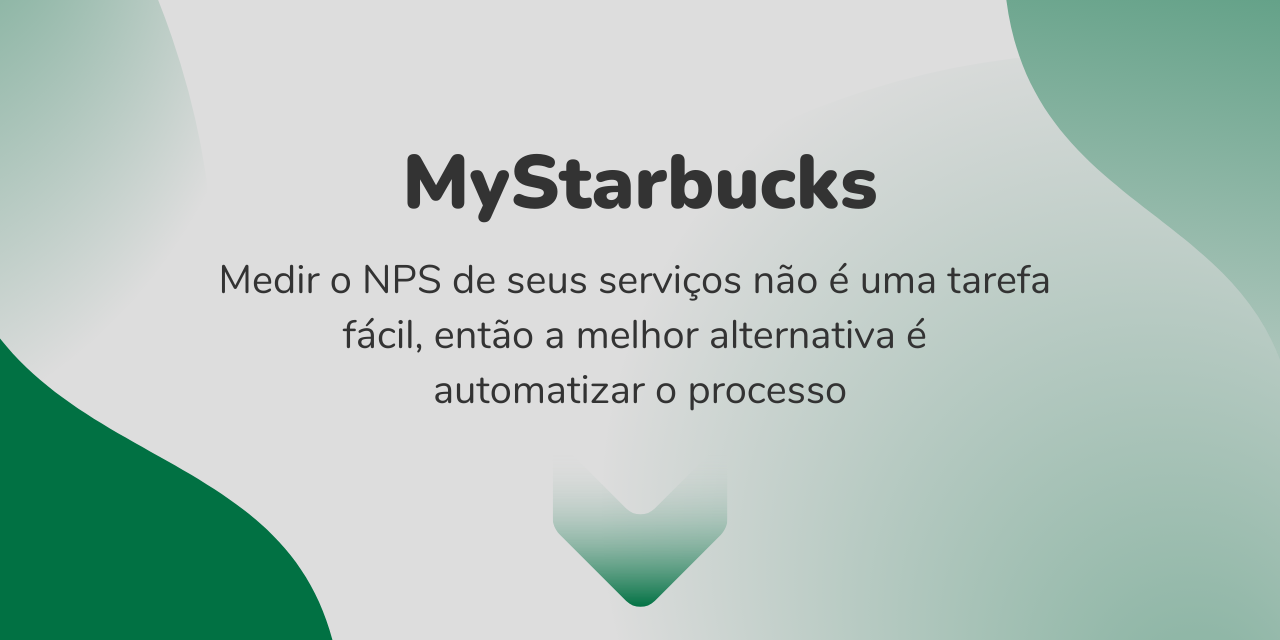 MyStarbucks
Medir o NPS de seus serviços não é uma tarefa
fácil, então a melhor alternativa é
automatizar o processo